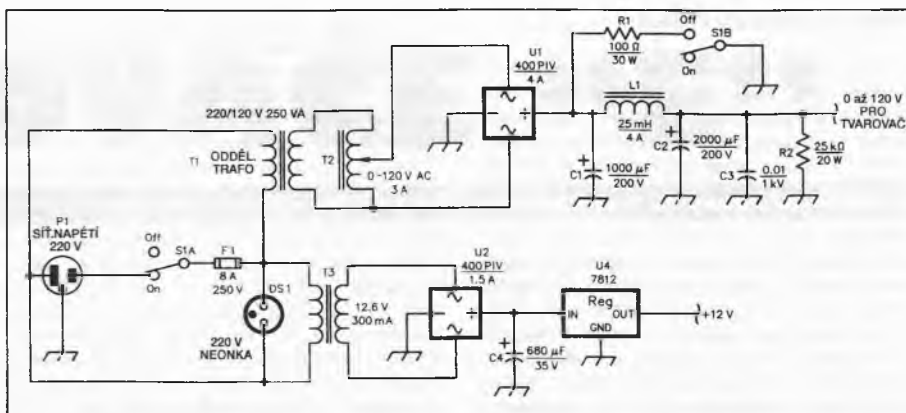 R1
100 Ω
30 W
Off
S1B
On
U1
400 PIV
4 A
220/120 V 250 VA
T1
ODDĚL.
TRAFO
T2
0~120 V AC
3 A
L1
25 mH
4 A
0 až 120 V
PRO
TVAROVAČ
+
C1
1000 µF
200 V
+
C2
2000 µF
200 V
C3
0.01
1 kV
R2
25 kΩ
20 W
P1
SÍŤ.NAPĚTÍ
220 V
Off
S1A
On
F1
8 A
250 V
DS1
220 V
NEONKA
T3
12,6 V
300 mA
U2
400 PIV
1.5 A
+
C4
680 µF
35 V
U4
7812
Reg
IN OUT
GND
+12 V